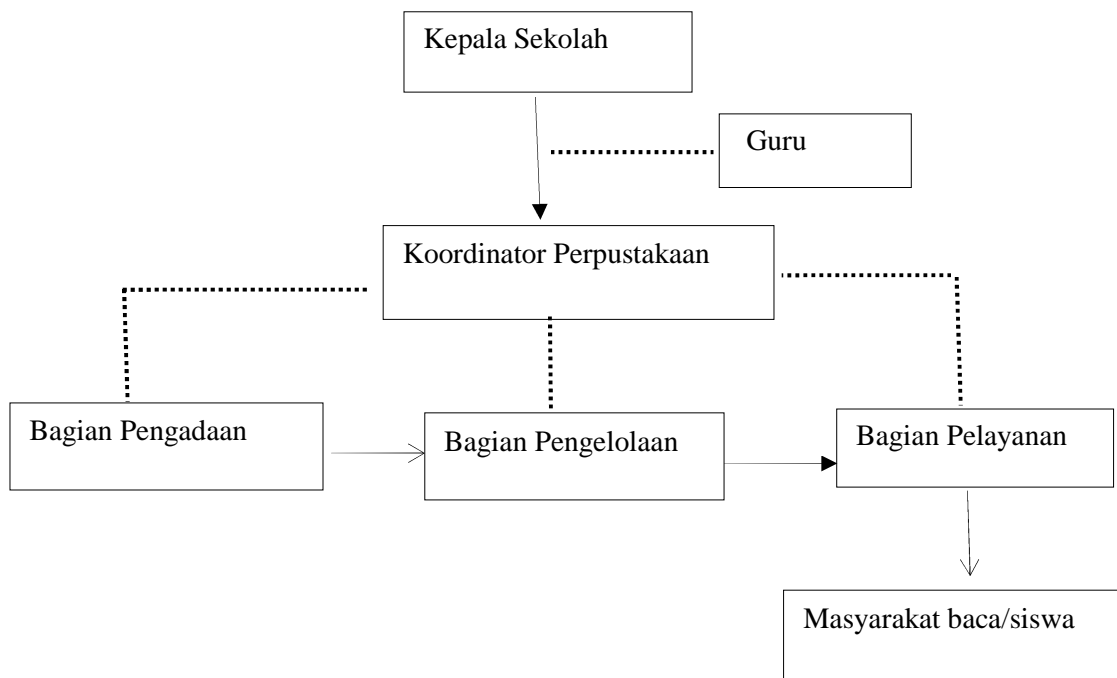 Kepala Sekolah
Guru
Koordinator Perpustakaan
Bagian Pengadaan
Bagian Pengelolaan
Bagian Pelayanan
Masyarakat baca/siswa